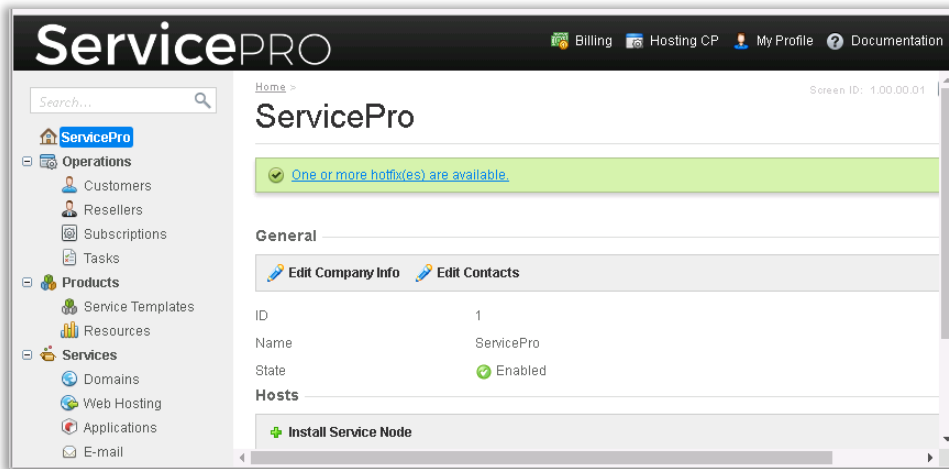 ServicePRO
Billing Hosting CP My Profile Documentation
Search...
ServicePro
Operations
Customers
Resellers
Subscriptions
Tasks
Products
Service Templates
Resources
Services
Domains
Web Hosting
Applications
E-mail
Home >
Screen ID: 1.00.00.01
ServicePro
One or more hotfix(es) are available.
General
Edit Company Info Edit Contacts
ID 1
Name ServicePro
State Enabled
Hosts
Install Service Node